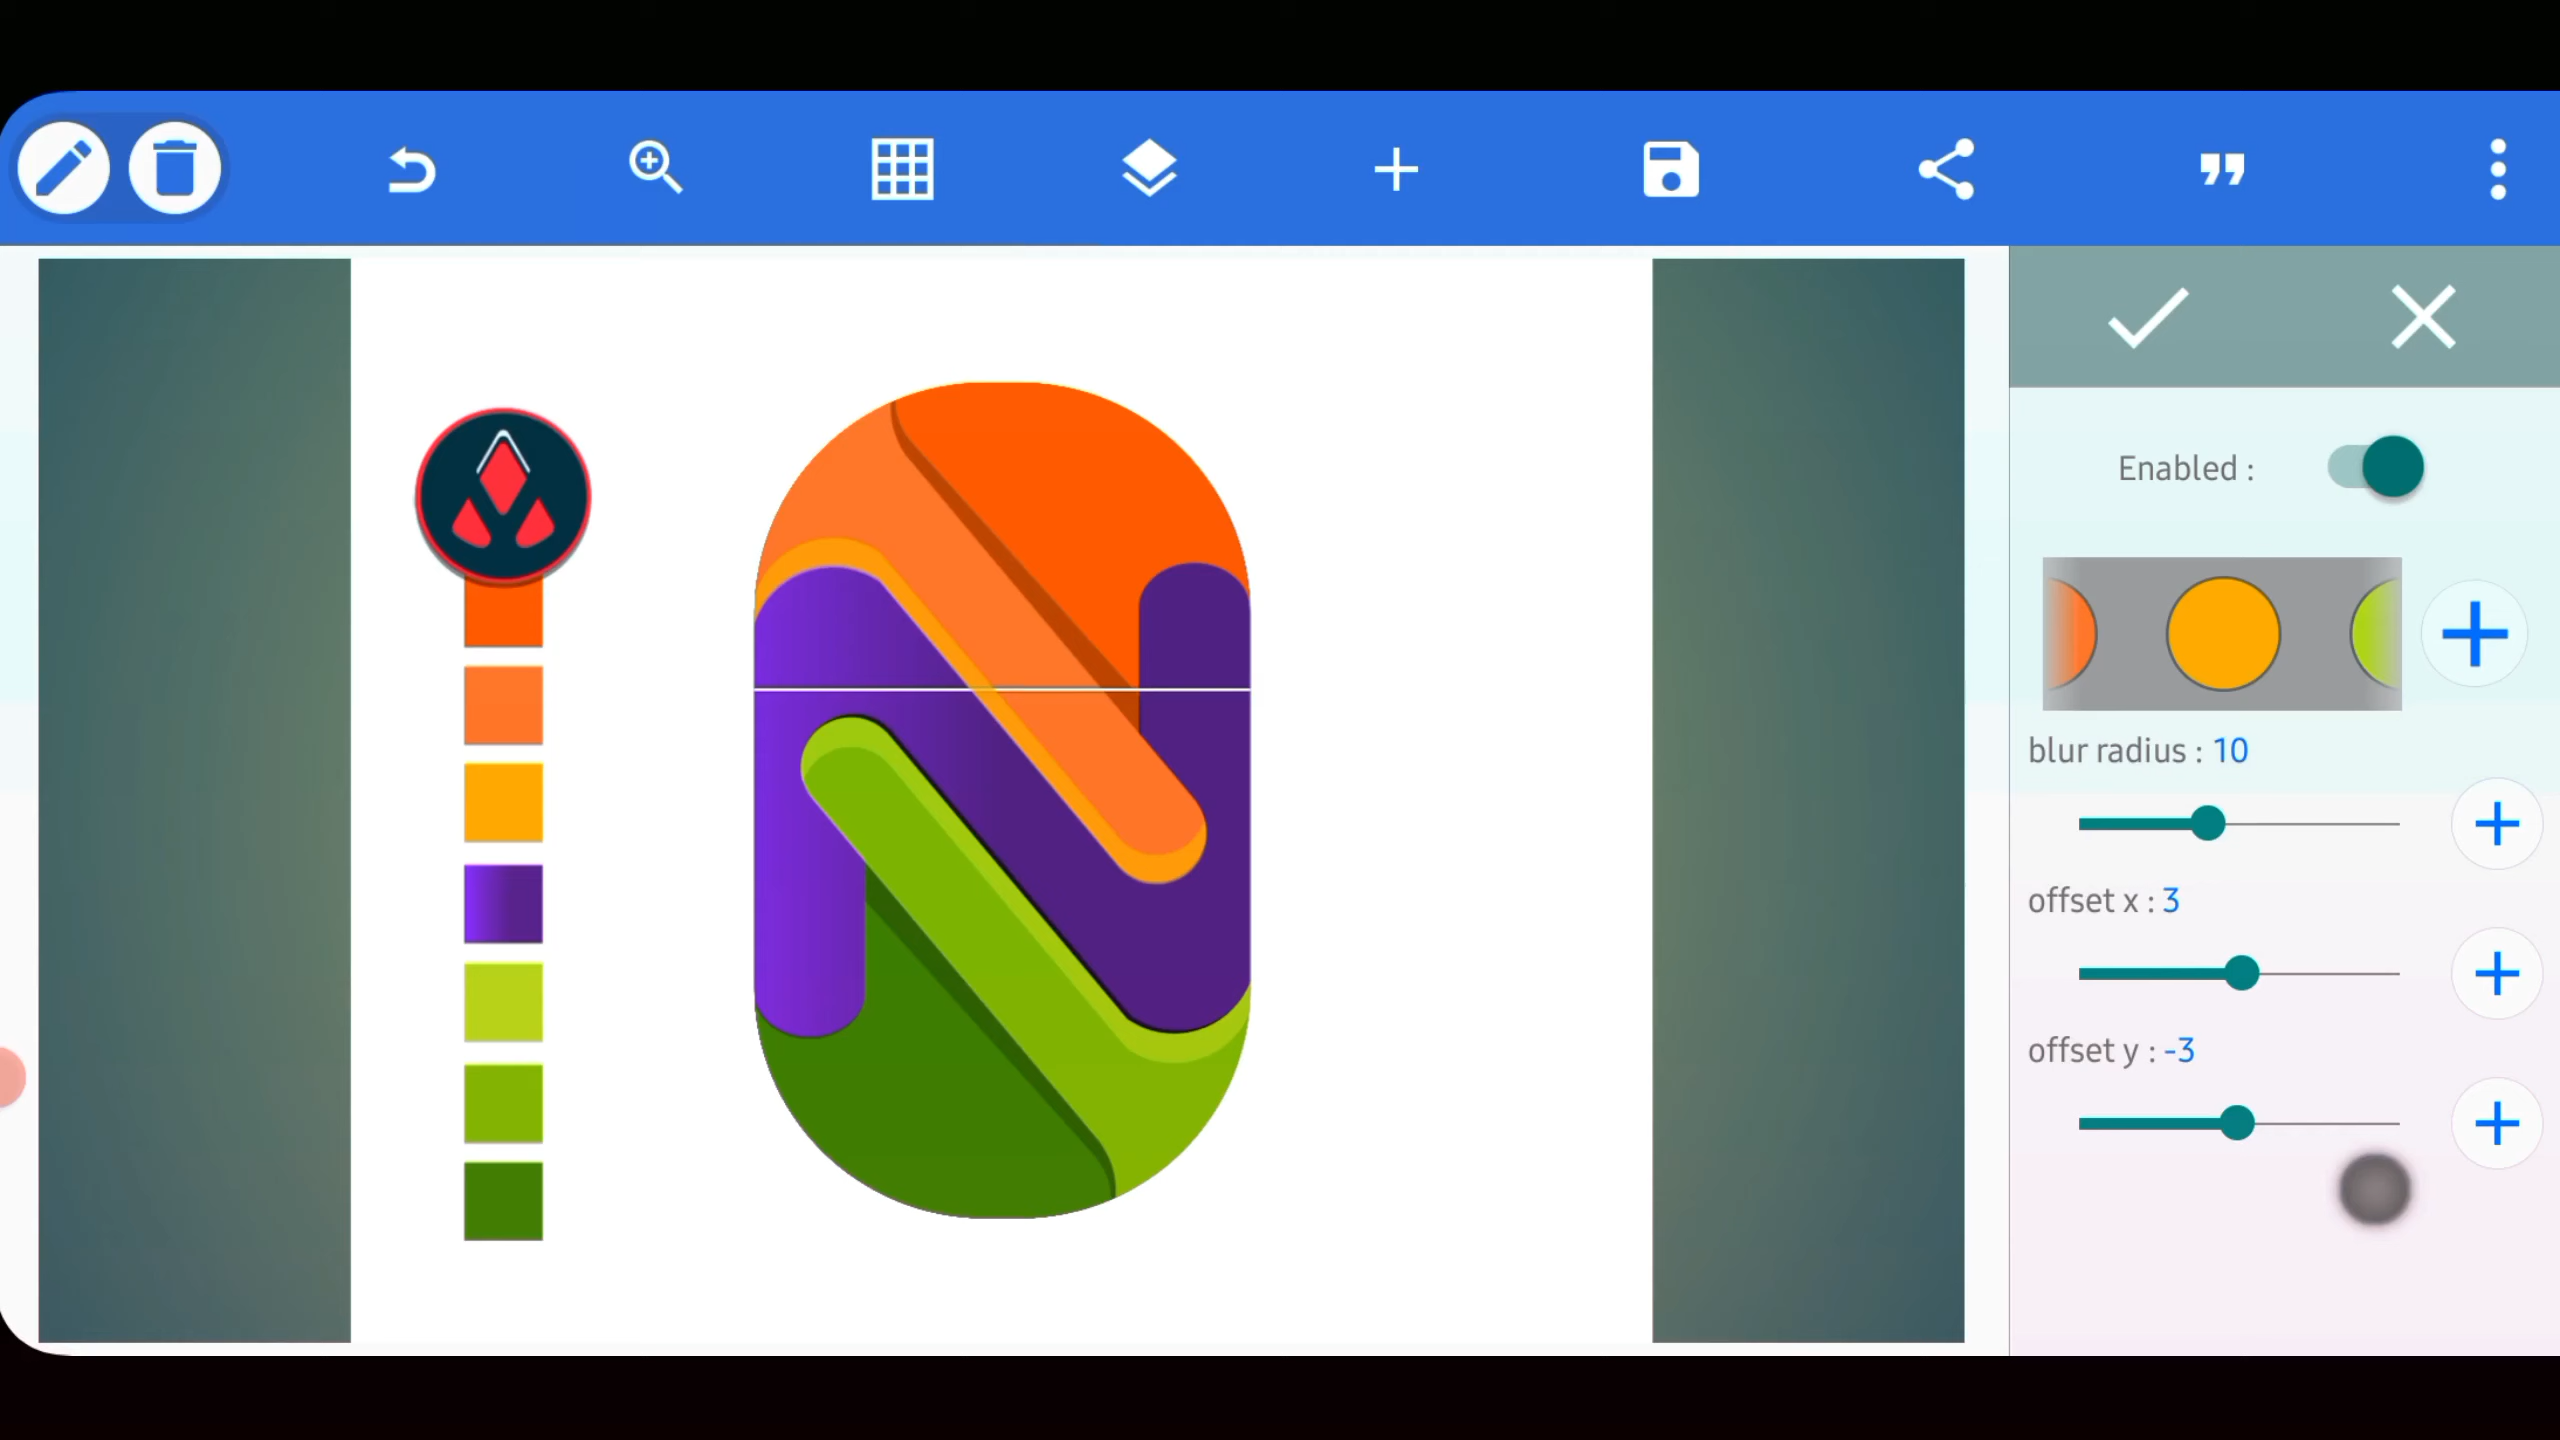 Enabled :
blur radius : 10
offset x : 3
offset y : -3